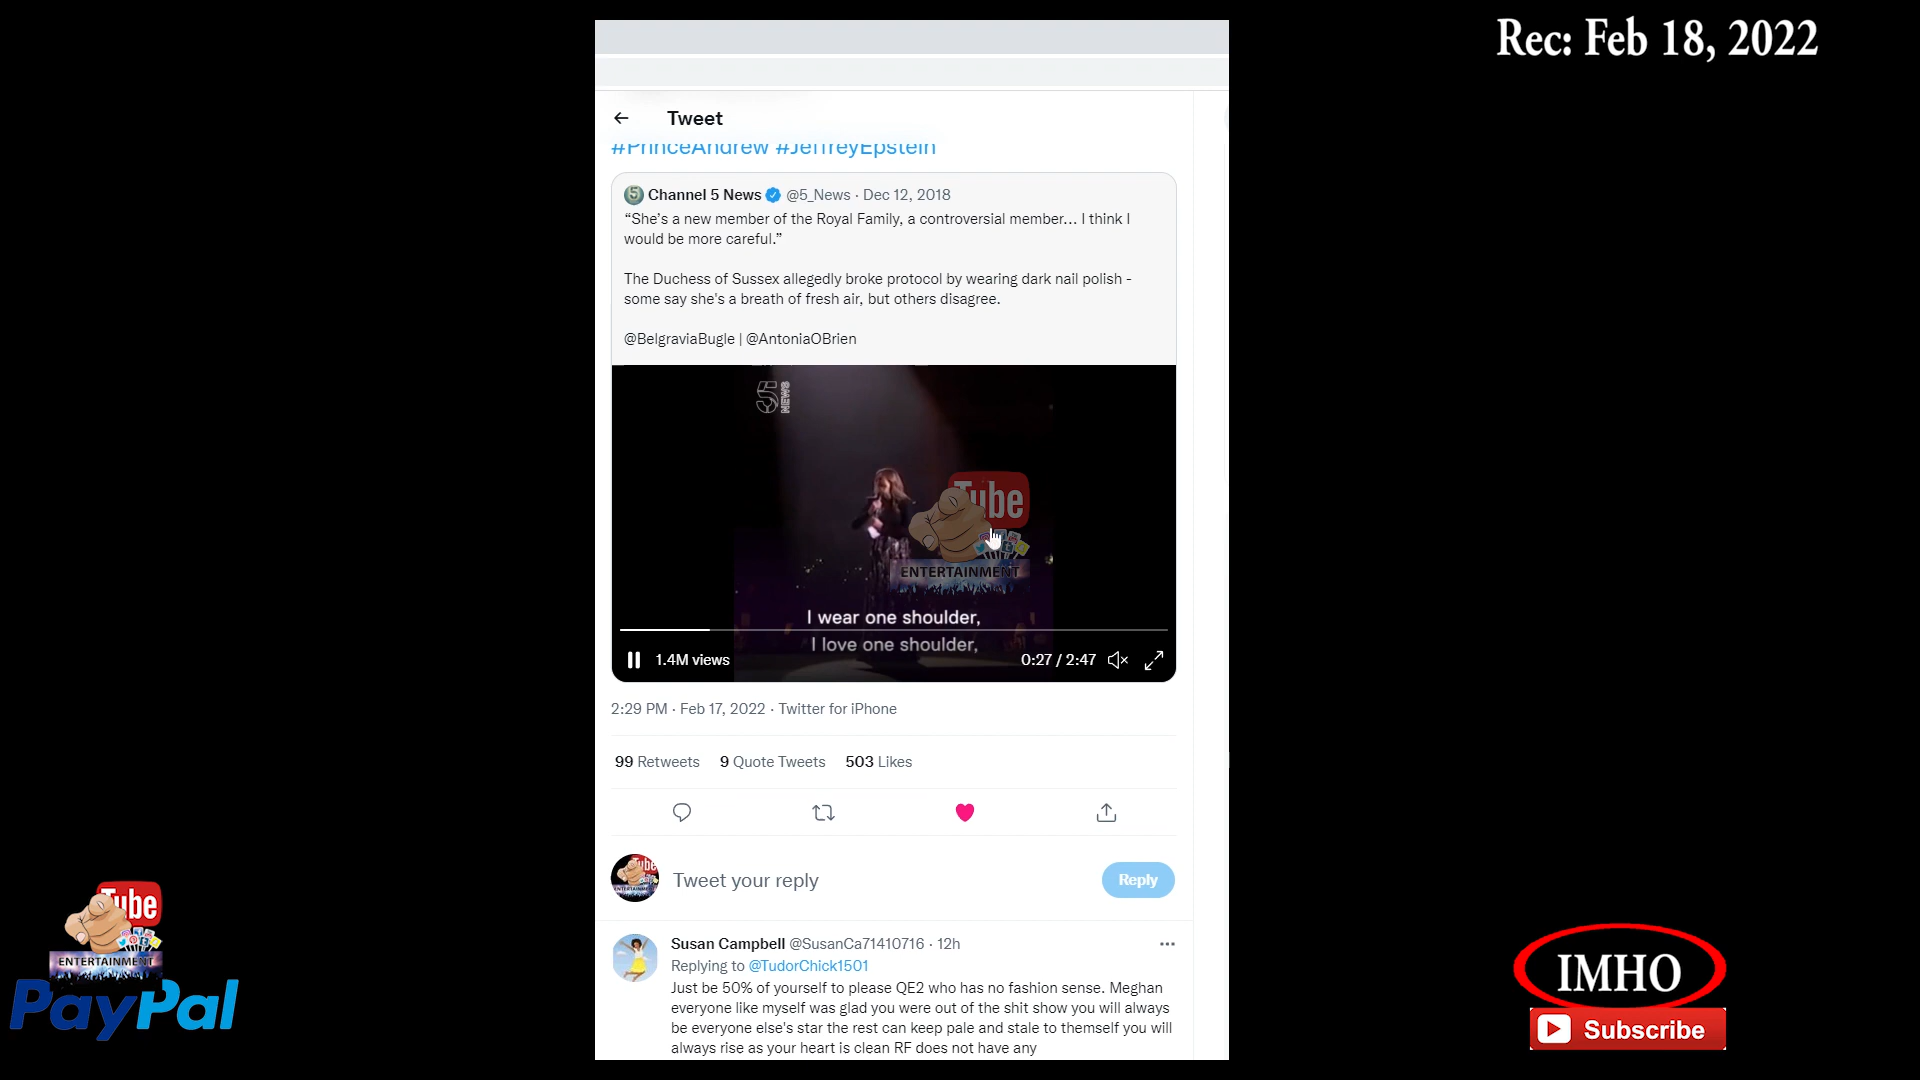 Rec: Feb 18, 2022
Tweet
#PrinceAndrew #JeffreyEpstein
5 Channel 5 News @5_News · Dec 12, 2018
“She’s a new member of the Royal Family, a controversial member... I think I
would be more careful.”
The Duchess of Sussex allegedly broke protocol by wearing dark nail polish -
some say she's a breath of fresh air, but others disagree.
@BelgraviaBugle | @AntoniaOBrien
5 NEWS
Tube
ENTERTAINMENT
I wear one shoulder,
I love one shoulder,
1.4M views
0:27 / 2:47
2:29 PM · Feb 17, 2022 · Twitter for iPhone
99 Retweets 9 Quote Tweets 503 Likes
Tweet your reply
Reply
Susan Campbell @SusanCa71410716 · 12h
Replying to @TudorChick1501
Just be 50% of yourself to please QE2 who has no fashion sense. Meghan
everyone like myself was glad you were out of the shit show you will always
be everyone else's star the rest can keep pale and stale to themself you will
always rise as your heart is clean RF does not have any
Tube
ENTERTAINMENT
PayPal
IMHO
Subscribe